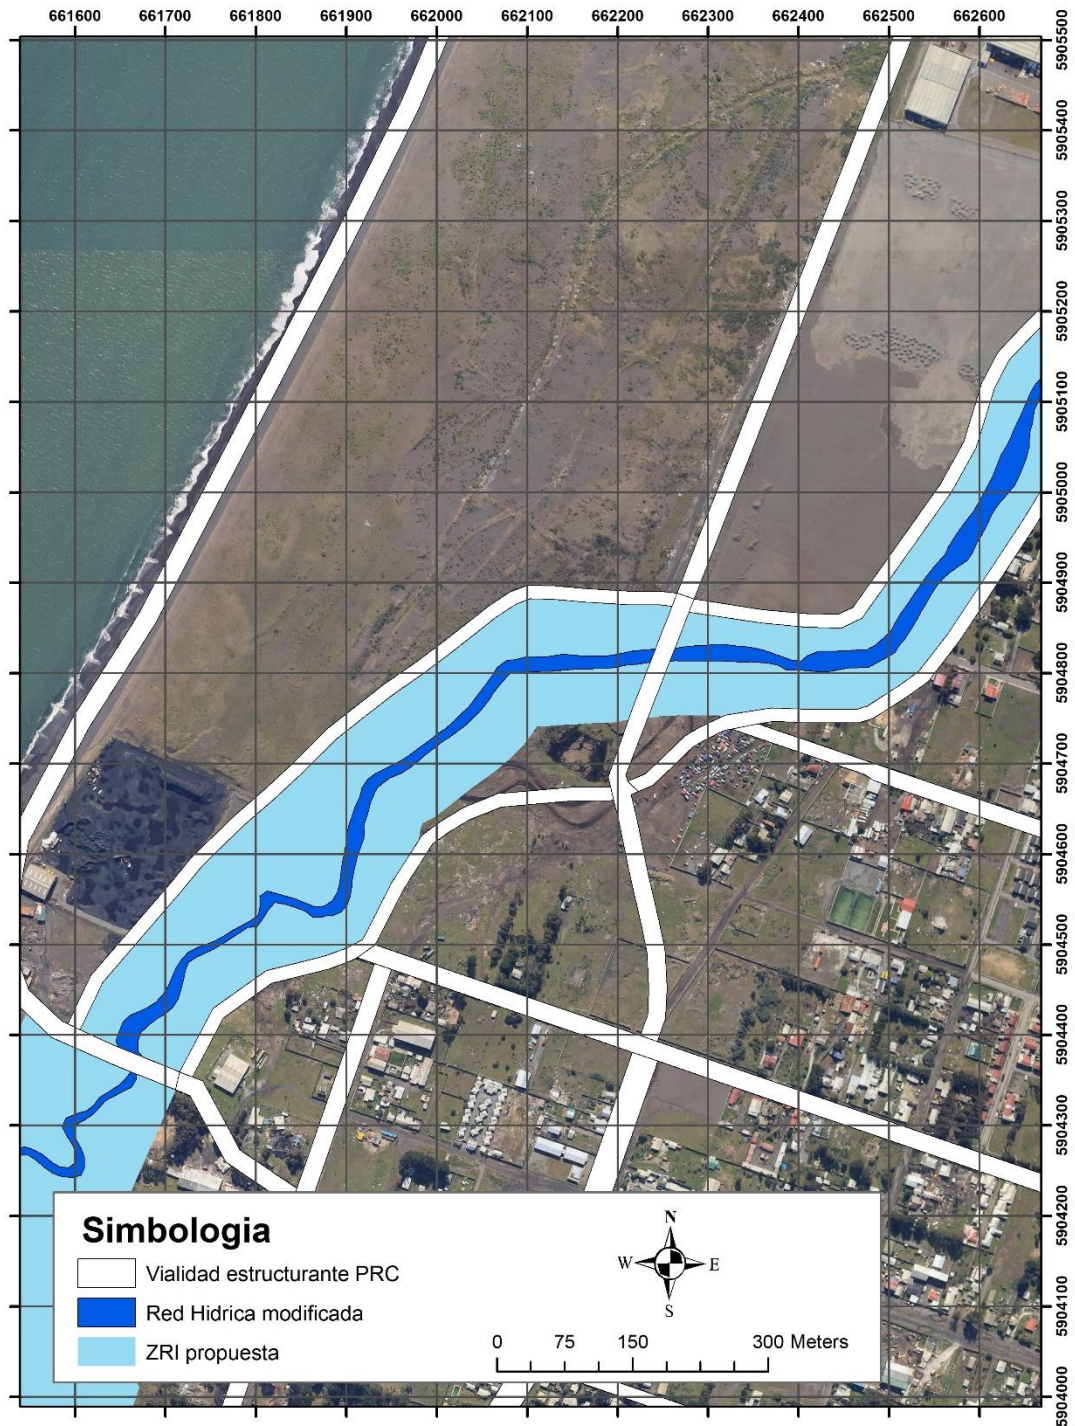 661600 661700 661800 661900 662000 662100 662200 662300 662400 662500 662600
5905500
5905400
5905300
5905200
5905100
5905000
5904900
5904800
5904700
5904600
5904500
5904400
5904300
5904200
5904100
5904000
Simbologia
Vialidad estructurante PRC
Red Hidrica modificada
ZRI propuesta
N
W E
S
0 75 150 300 Meters